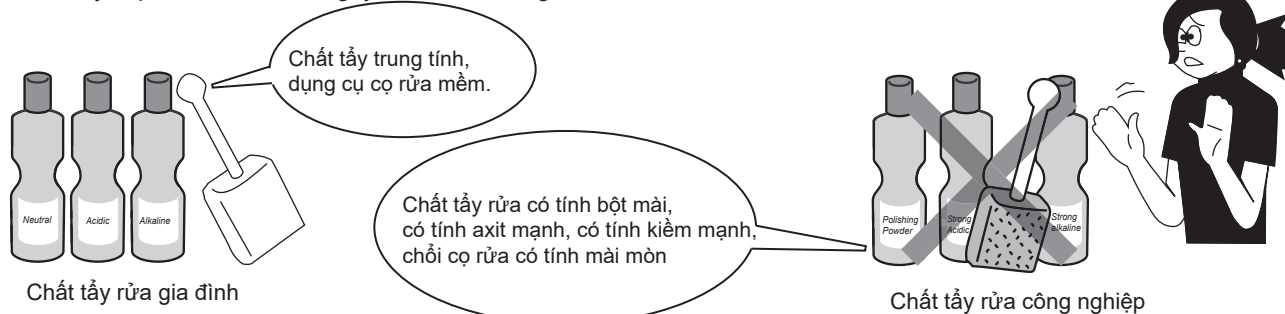 Chất tẩy trung tính,
dụng cụ cọ rửa mềm.
Neutral
Acidic
Alkaline
Chất tẩy rửa gia đình
Chất tẩy rửa có tính bột mài,
có tính axit mạnh, có tính kiềm mạnh,
chổi cọ rửa có tính mài mòn
Polishing
Powder
Strong
Acidic
Strong
alkaline
Chất tẩy rửa công nghiệp